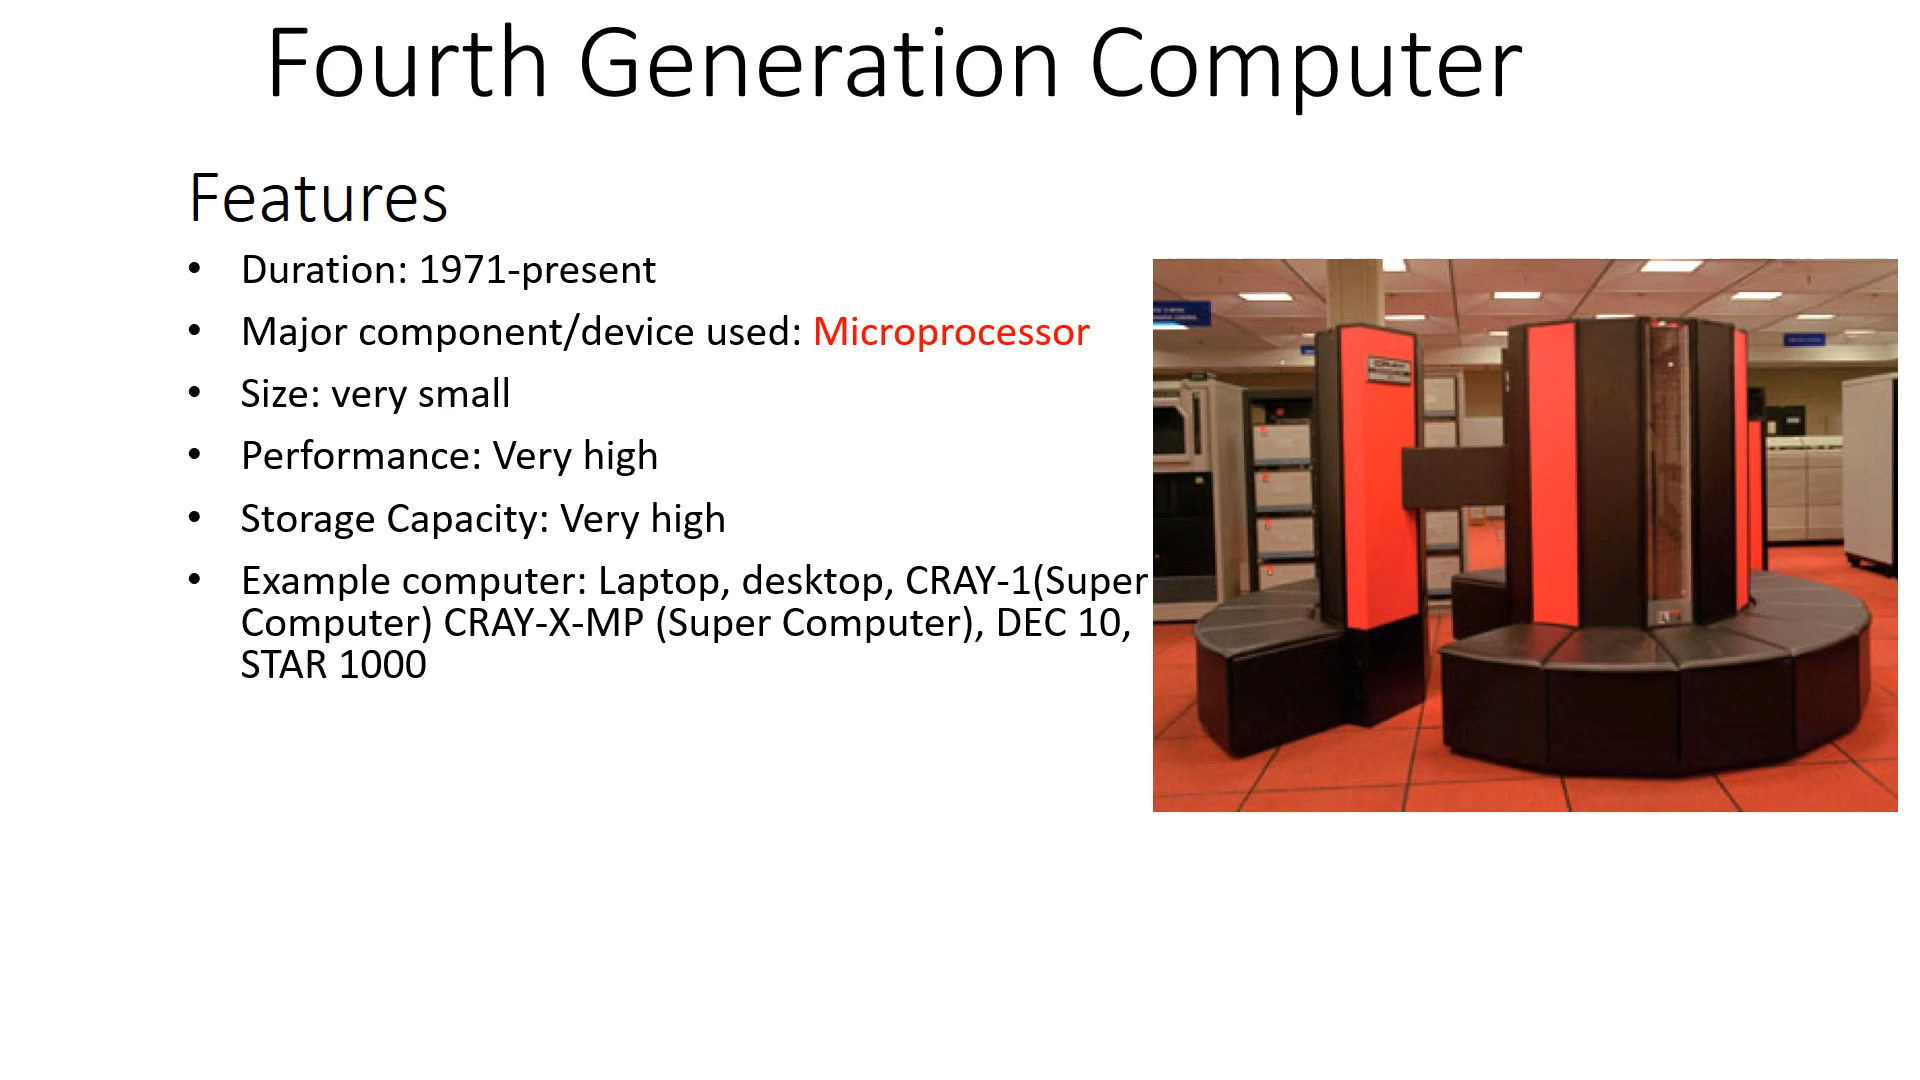 Fourth Generation Computer
Features
• Duration: 1971-present
• Major component/device used: Microprocessor
• Size: very small
• Performance: Very high
• Storage Capacity: Very high
• Example computer: Laptop, desktop, CRAY-1(Super
Computer) CRAY-X-MP (Super Computer), DEC 10,
STAR 1000